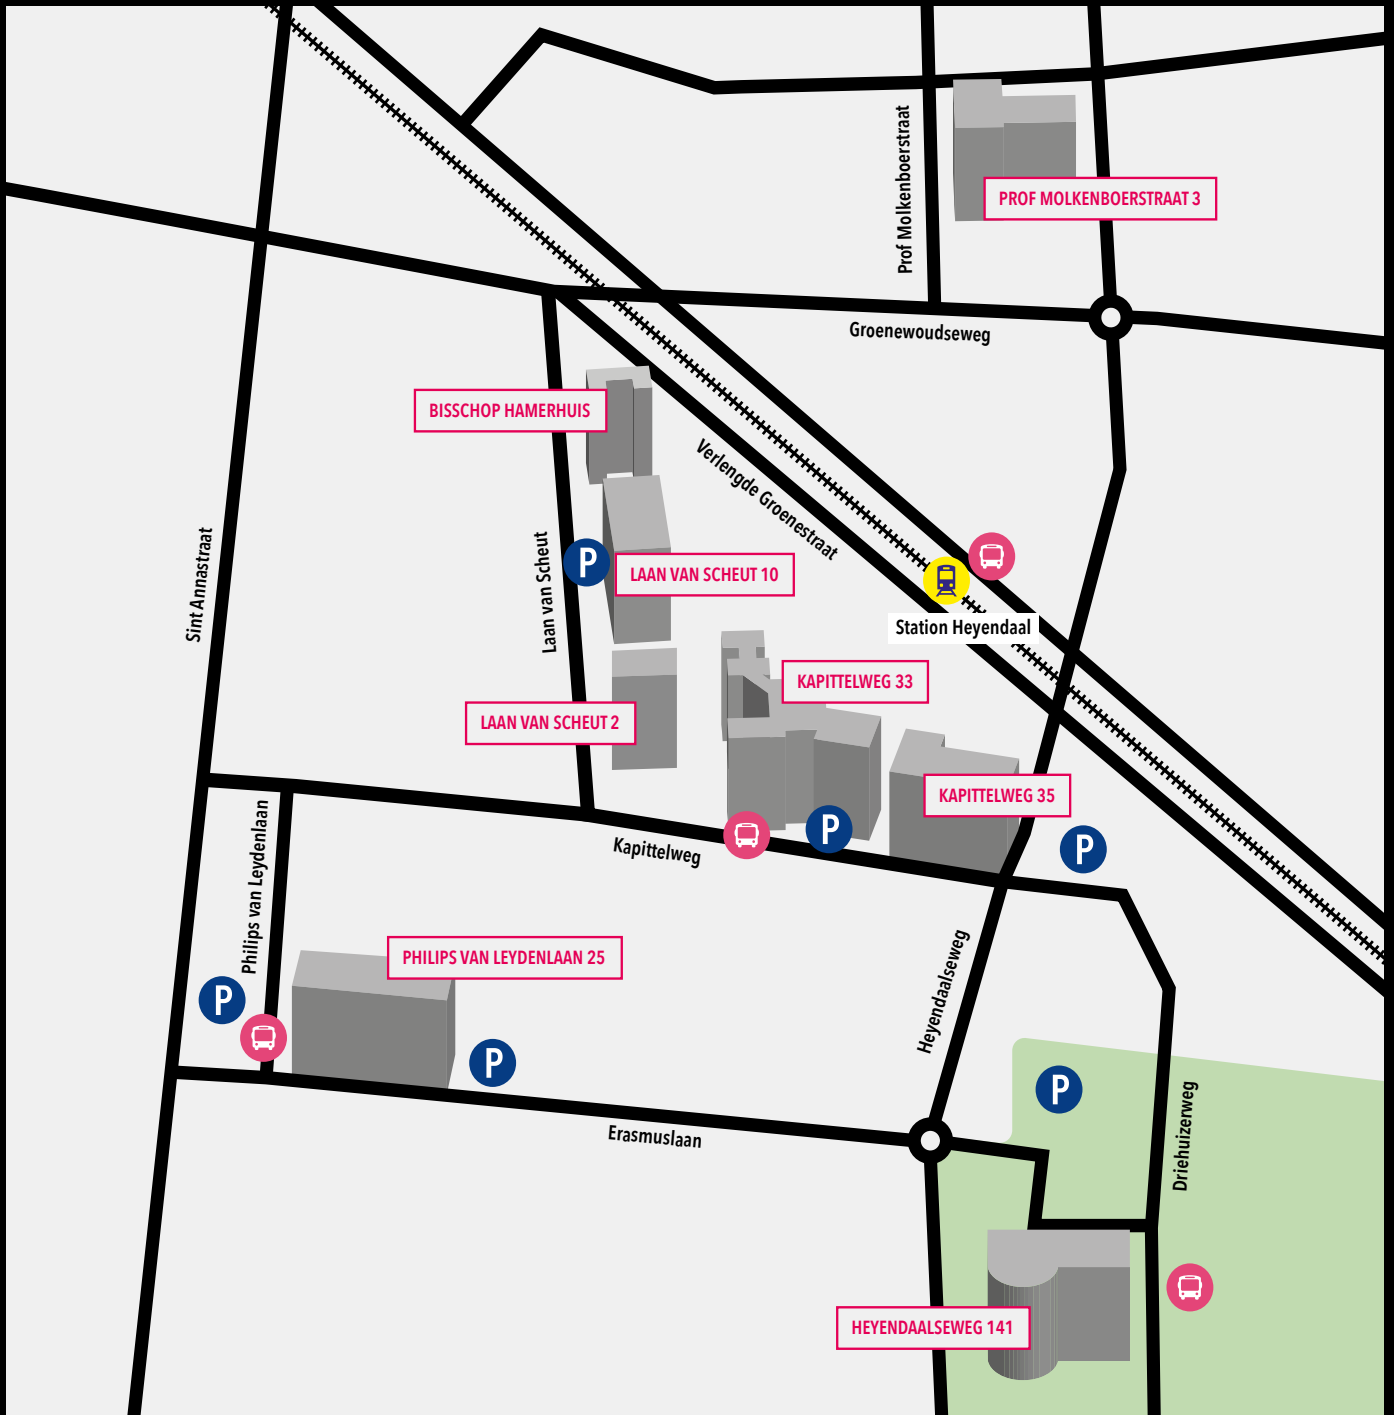 Prof Molkenboerstraat
PROF MOLKENBOERSTRAAT 3
Groenewoudseweg
BISSCHOP HAMERHUIS
Verlengde Groenestraat
Sint Annastraat
Laan van Scheut
P
LAAN VAN SCHEUT 10
Station Heyendaal
KAPITTELWEG 33
LAAN VAN SCHEUT 2
KAPITTELWEG 35
P
Kapittelweg
P
Philips van Leydenlaan
PHILIPS VAN LEYDENLAAN 25
Heyendaalseweg
P
P
P
Erasmuslaan
Driehuizerweg
HEYENDAALSEWEG 141